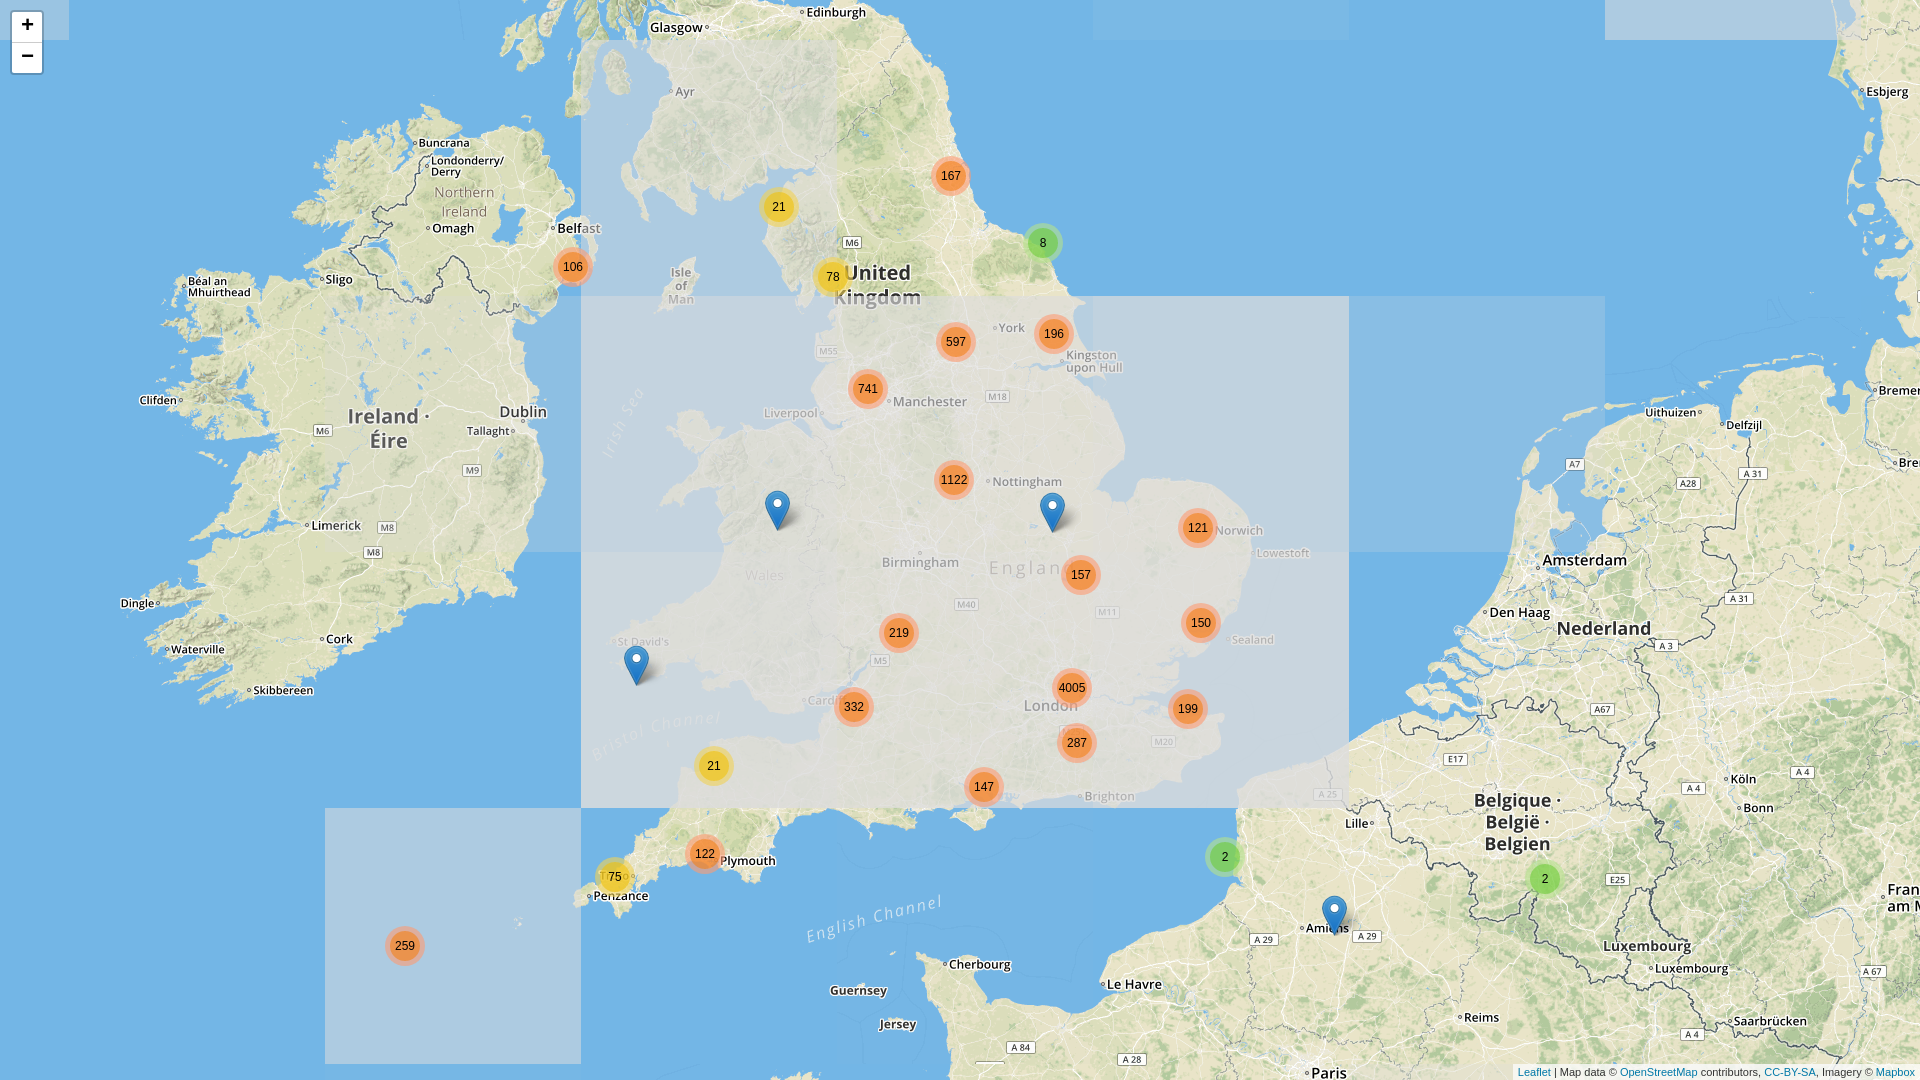 +
−
Edinburgh
Glasgow
Ayr
Esbjerg
Buncrana
Londonderry/
Derry
167
Northern
Ireland
21
Omagh
Belfast
M6
8
106
Isle
of
Man
78
United
Kingdom
Sligo
Béal an
Mhuirthead
York
196
597
M55
Kingston
upon Hull
741
Bremer
Clifden
Manchester
M18
Irish Sea
Liverpool
Dublin
Uithuizen
Ireland ·
Éire
M6
Tallaght
Delfzijl
M9
A7
A 31
A28
1122
Nottingham
Limerick
M8
121
Norwich
M8
Lowestoft
Birmingham
Wales
Englan
157
Amsterdam
Dingle
M40
M11
A 31
Den Haag
150
Nederland
219
Cork
St David's
Sealand
Waterville
A 3
M5
Skibbereen
4005
Cardiff
332
London
199
A67
Bristol Channel
287
M20
E17
21
147
Brighton
A 25
A 4
Köln
A 4
Bonn
Belgique ·
België ·
Belgien
Lille
122
Plymouth
2
75
Penzance
2
E25
Fran
am M
English Channel
259
Amiens
A 29
A 29
Luxembourg
Cherbourg
Luxembourg
A 67
Guernsey
Le Havre
Jersey
Reims
Saarbrücken
A 4
A 84
A 28
Paris
Leaflet | Map data © OpenStreetMap contributors, CC-BY-SA, Imagery © Mapbox